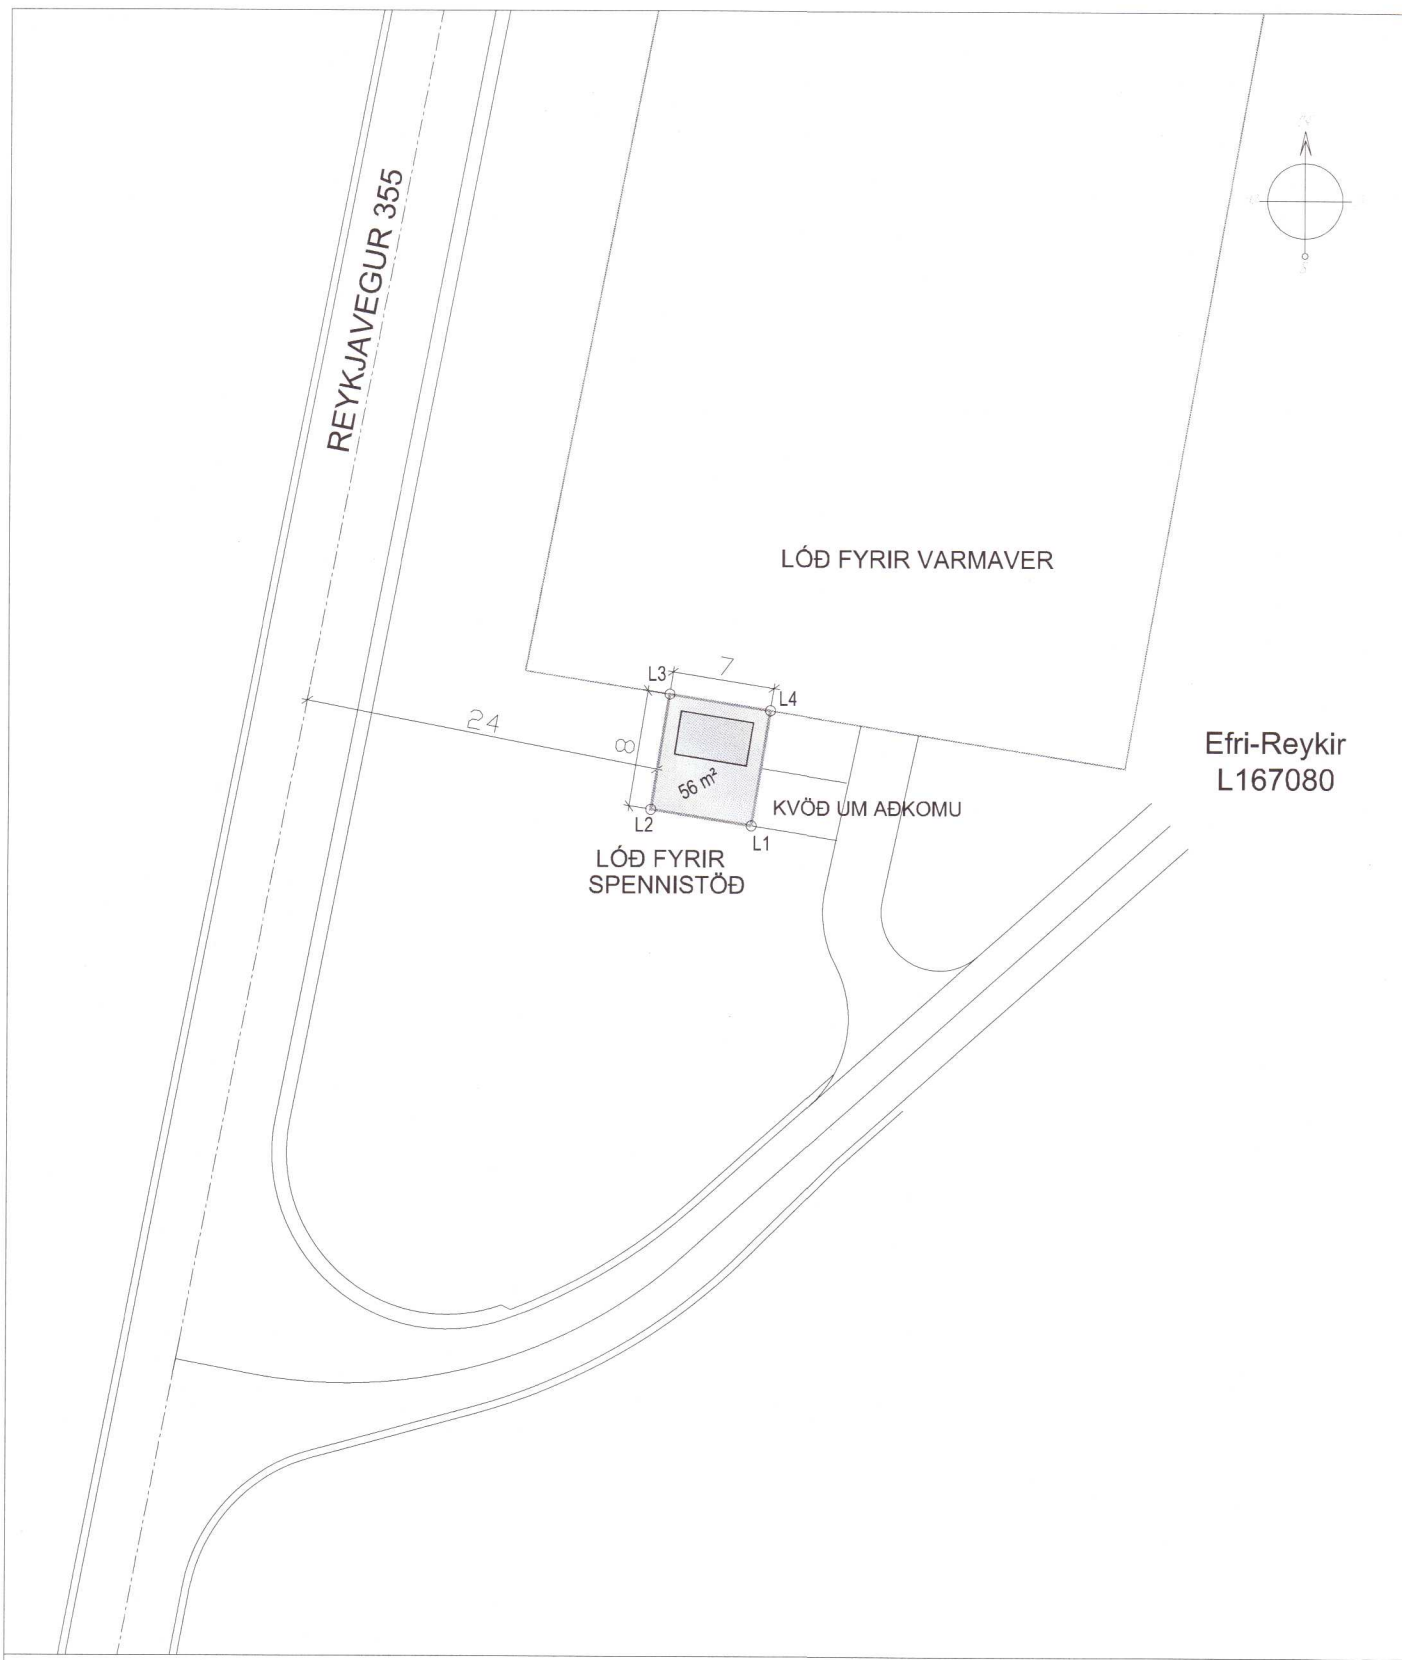 N
REYKJAVEGUR 355
S
LÓÐ FYRIR VARMAVER
L3
7
L4
24
8
Efri-Reykir
L167080
56 m²
KVÖÐ UM AÐKOMU
L2
L1
LÓÐ FYRIR
SPENNISTÖÐ